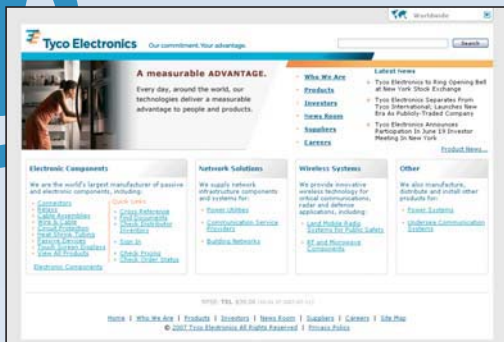 Worldwide
Tyco Electronics
Our commitment. Your advantage.
Search
A measurable ADVANTAGE.
Every day, around the world, our
technologies deliver a measurable
advantage to people and products.
Who We Are
Products
Investors
News Room
Suppliers
Careers
Latest News
Tyco Electronics to Ring Opening Bell
at New York Stock Exchange
Tyco Electronics Separates From
Tyco International; Launches New
Era As Publicly-Traded Company
Tyco Electronics Announces
Participation In June 19 Investor
Meeting In New York
Product News...
Electronic Components
We are the world's largest manufacturer of passive
and electronic components, including:
Connectors
Relays
Cable Assemblies
Wire & Cable
Circuit Protection
Heat Shrink Tubing
Passive Devices
Touch Screen Displays
View All Products
Electronic Components
Quick Links
Cross Reference
Find Documents
Check Distributor
Inventory
Sign In
Check Pricing
Check Order Status
Network Solutions
We supply network
infrastructure components
and systems for:
Power Utilities
Communication Service
Providers
Building Networks
Wireless Systems
We provide innovative
wireless technology for
critical communications,
radar and defense
applications, including:
Land Mobile Radio
Systems for Public Safety
RF and Microwave
Components
Other
We also manufacture,
distribute and install other
products for:
Power Systems
Undersea Communication
Systems
NYSE: TEL
Home | Who We Are | Products | Investors | News Room | Suppliers | Careers | Site Map
© 2007 Tyco Electronics All Rights Reserved | Privacy Policy